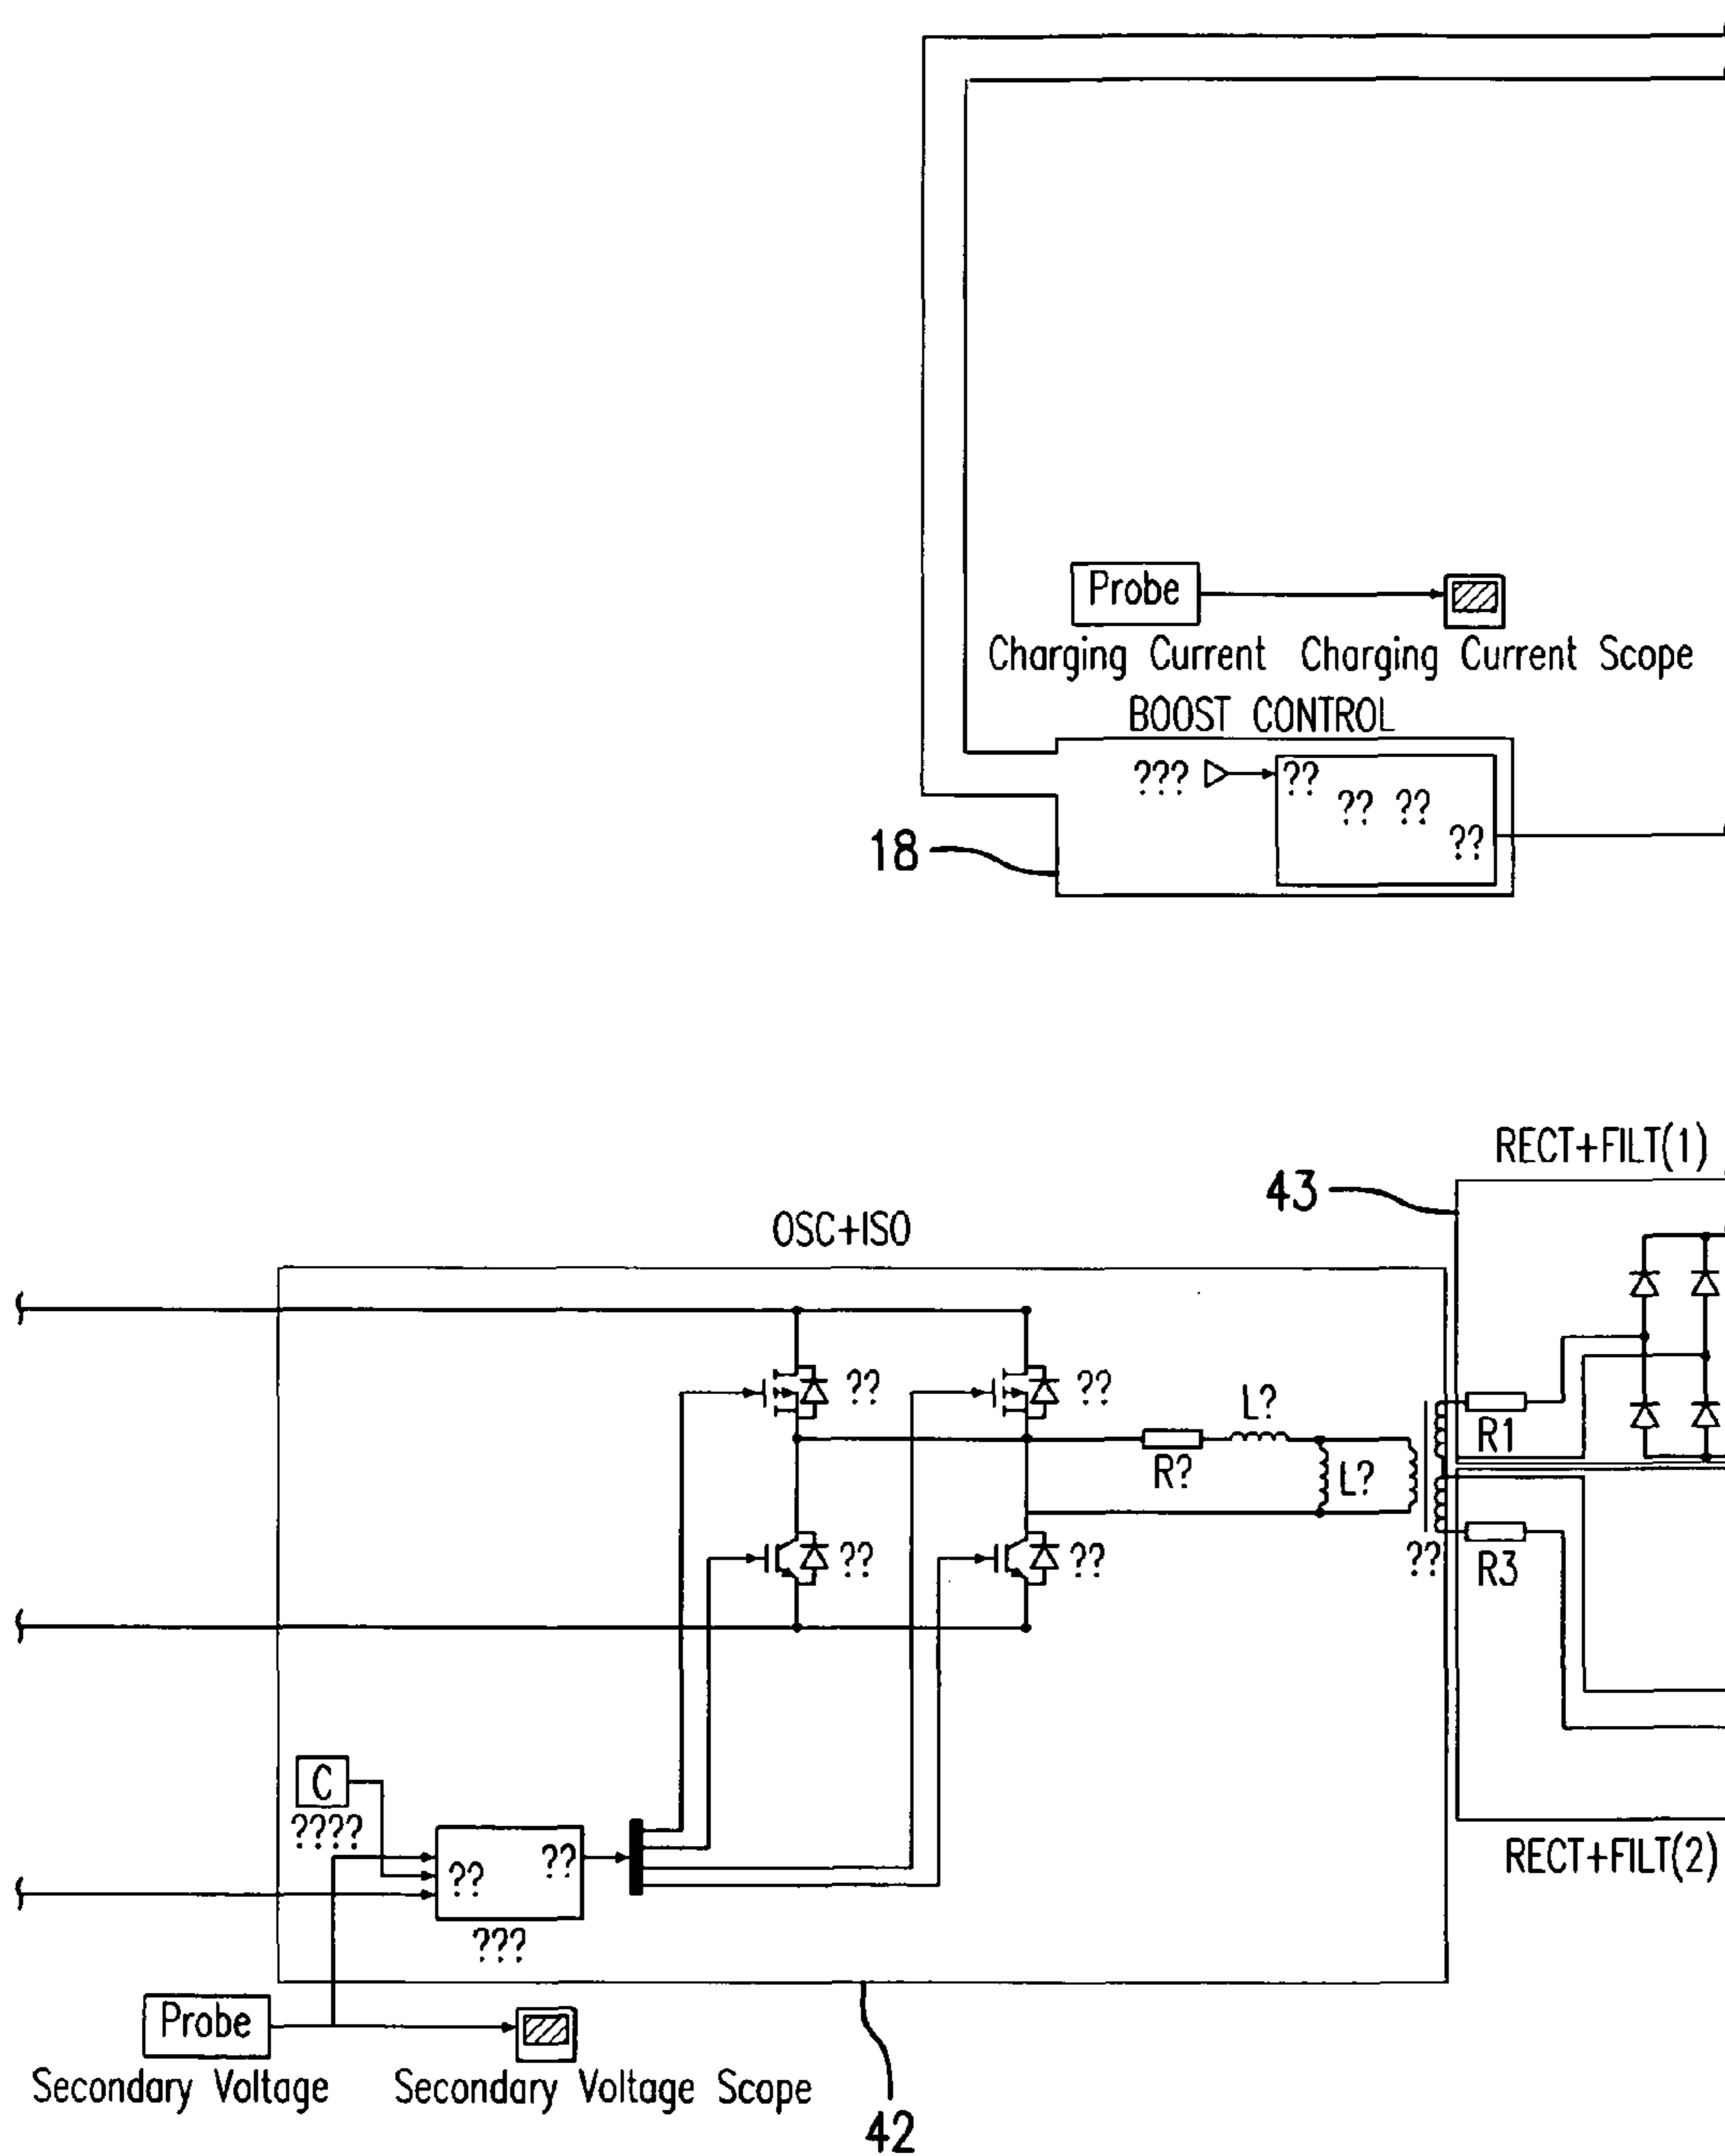 Probe
Charging Current
Charging Current Scope
BOOST CONTROL
???
??
?? ??
??
18
RECT+FILT(1)
43
OSC+ISO
??
??
L?
R?
L?
R1
??
??
??
R3
C
????
??
??
???
RECT+FILT(2)
Probe
Secondary Voltage
Secondary Voltage Scope
42